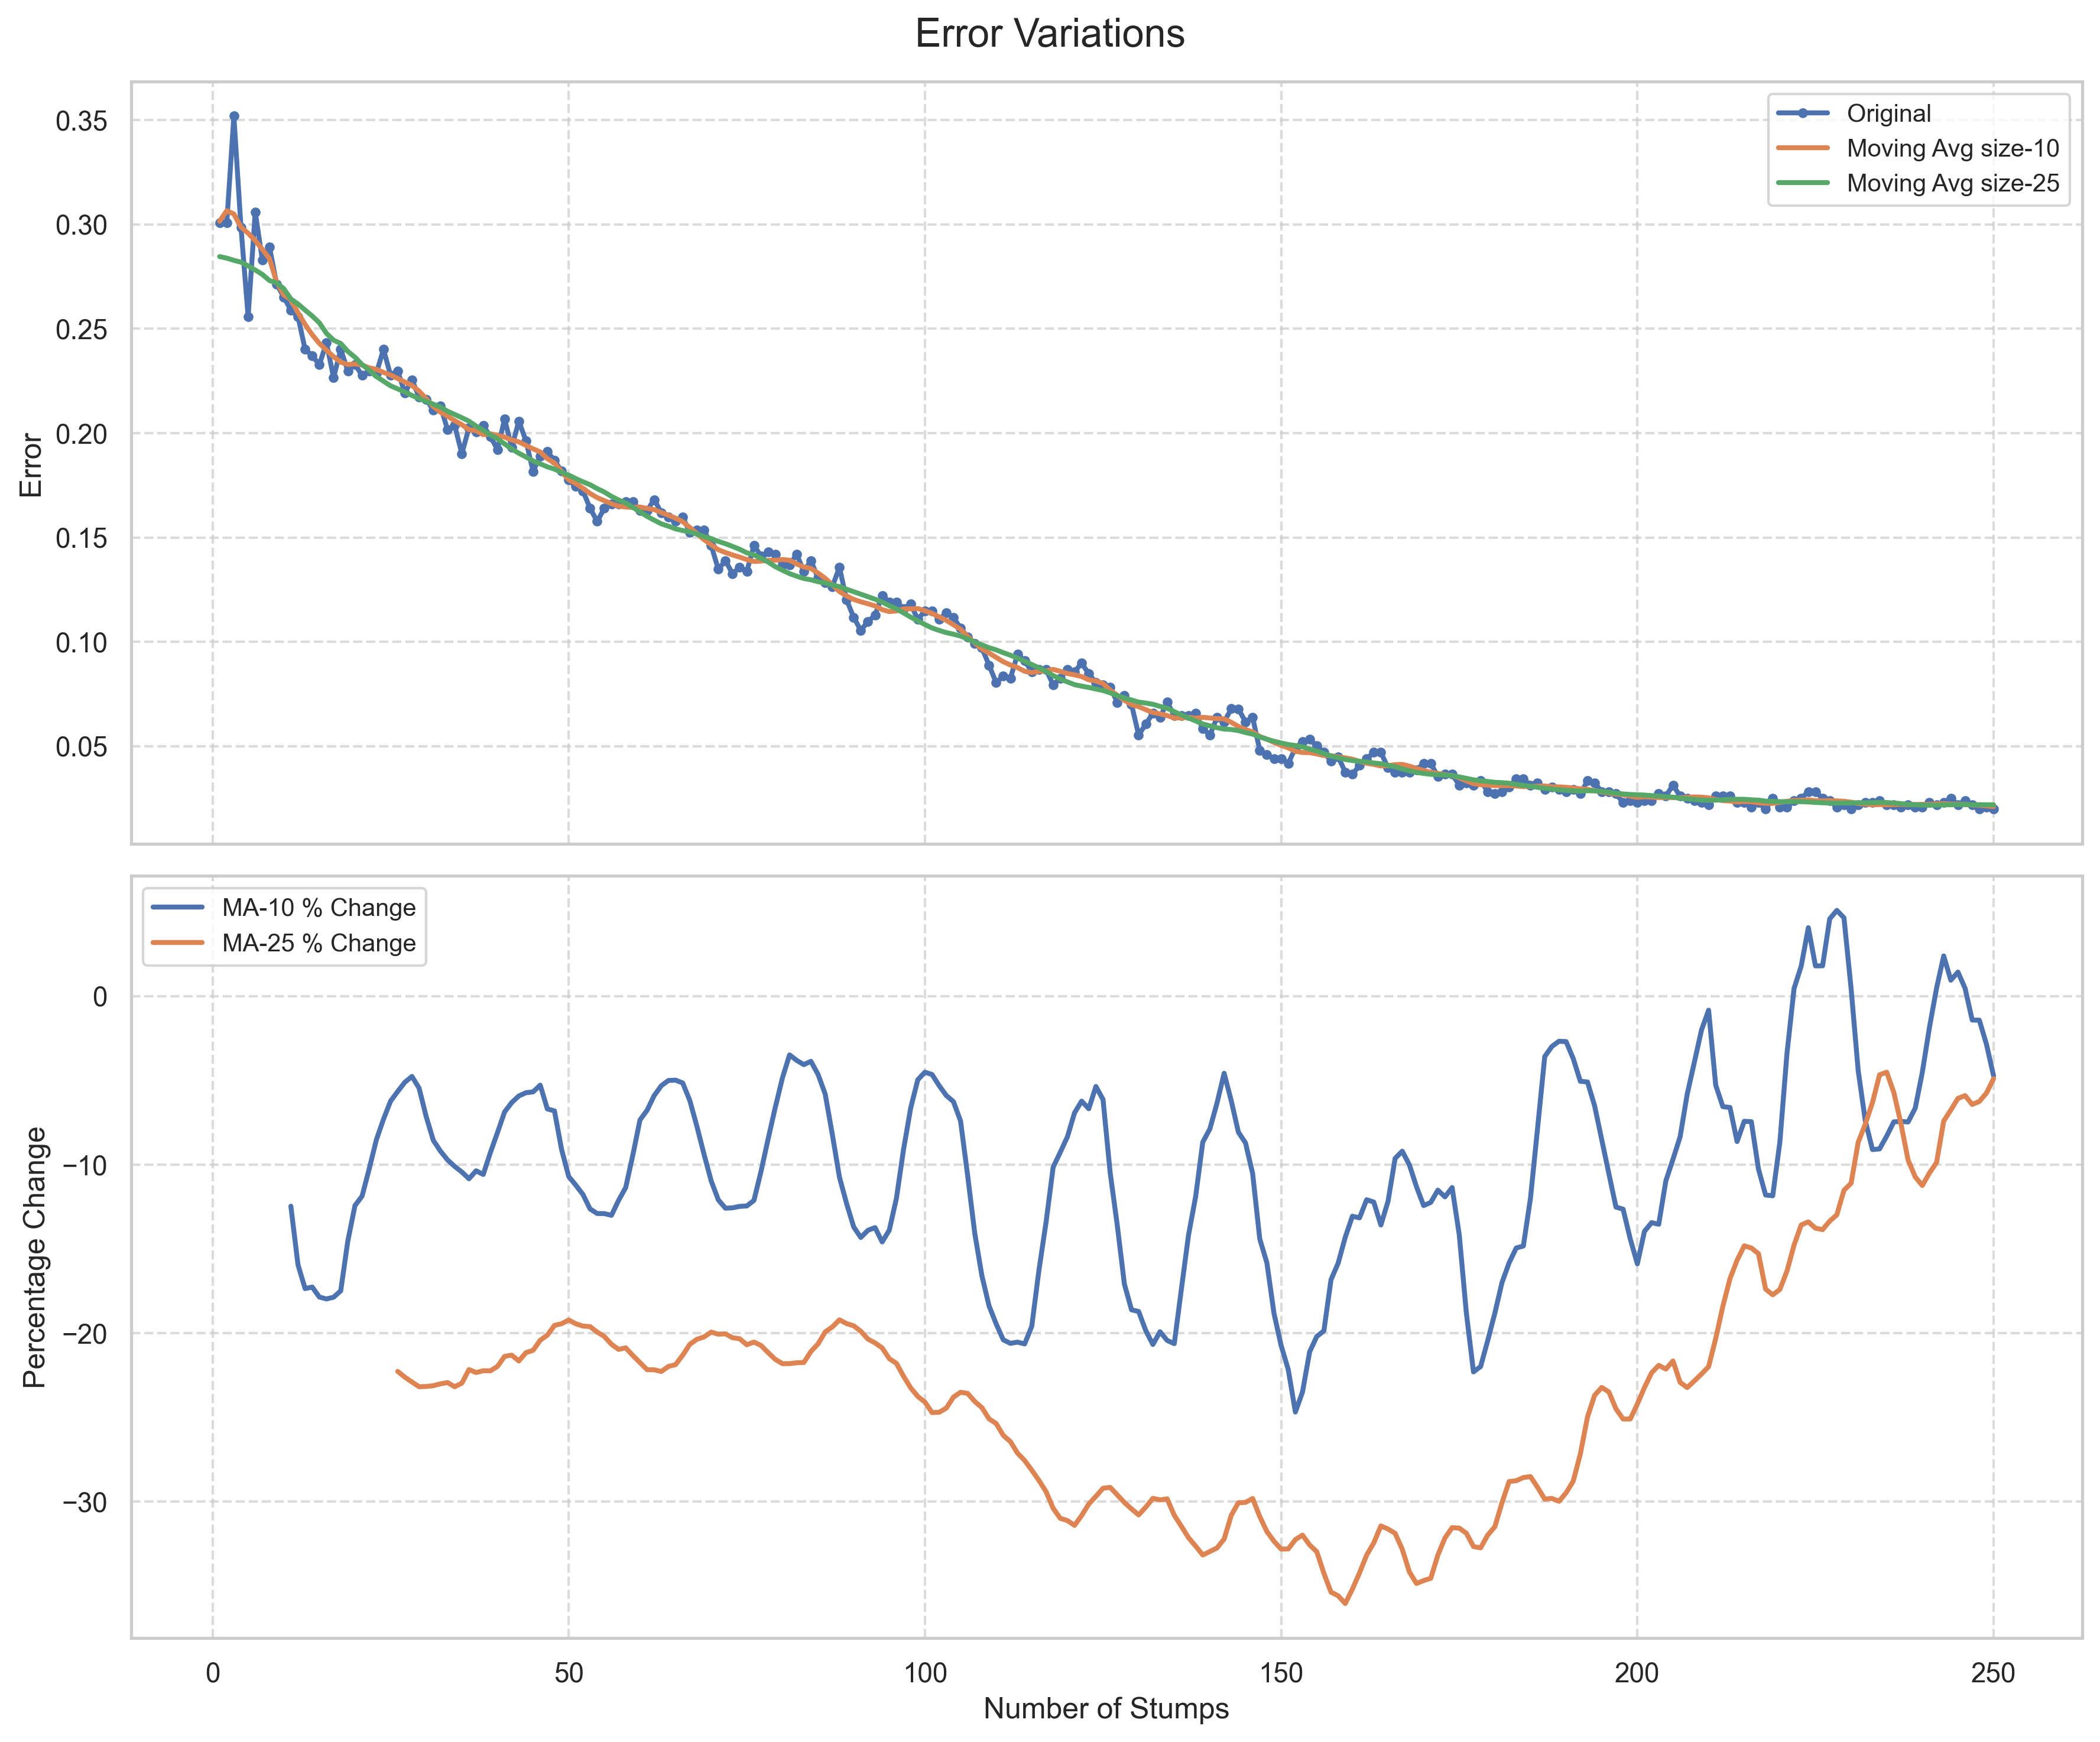 Error Variations
0.35
0.30
0.25
0.20
0.15
0.10
0.05
Error
Original
Moving Avg size-10
Moving Avg size-25
MA-10 % Change
MA-25 % Change
0
−10
−20
−30
Percentage Change
0 50 100 150 200 250
Number of Stumps